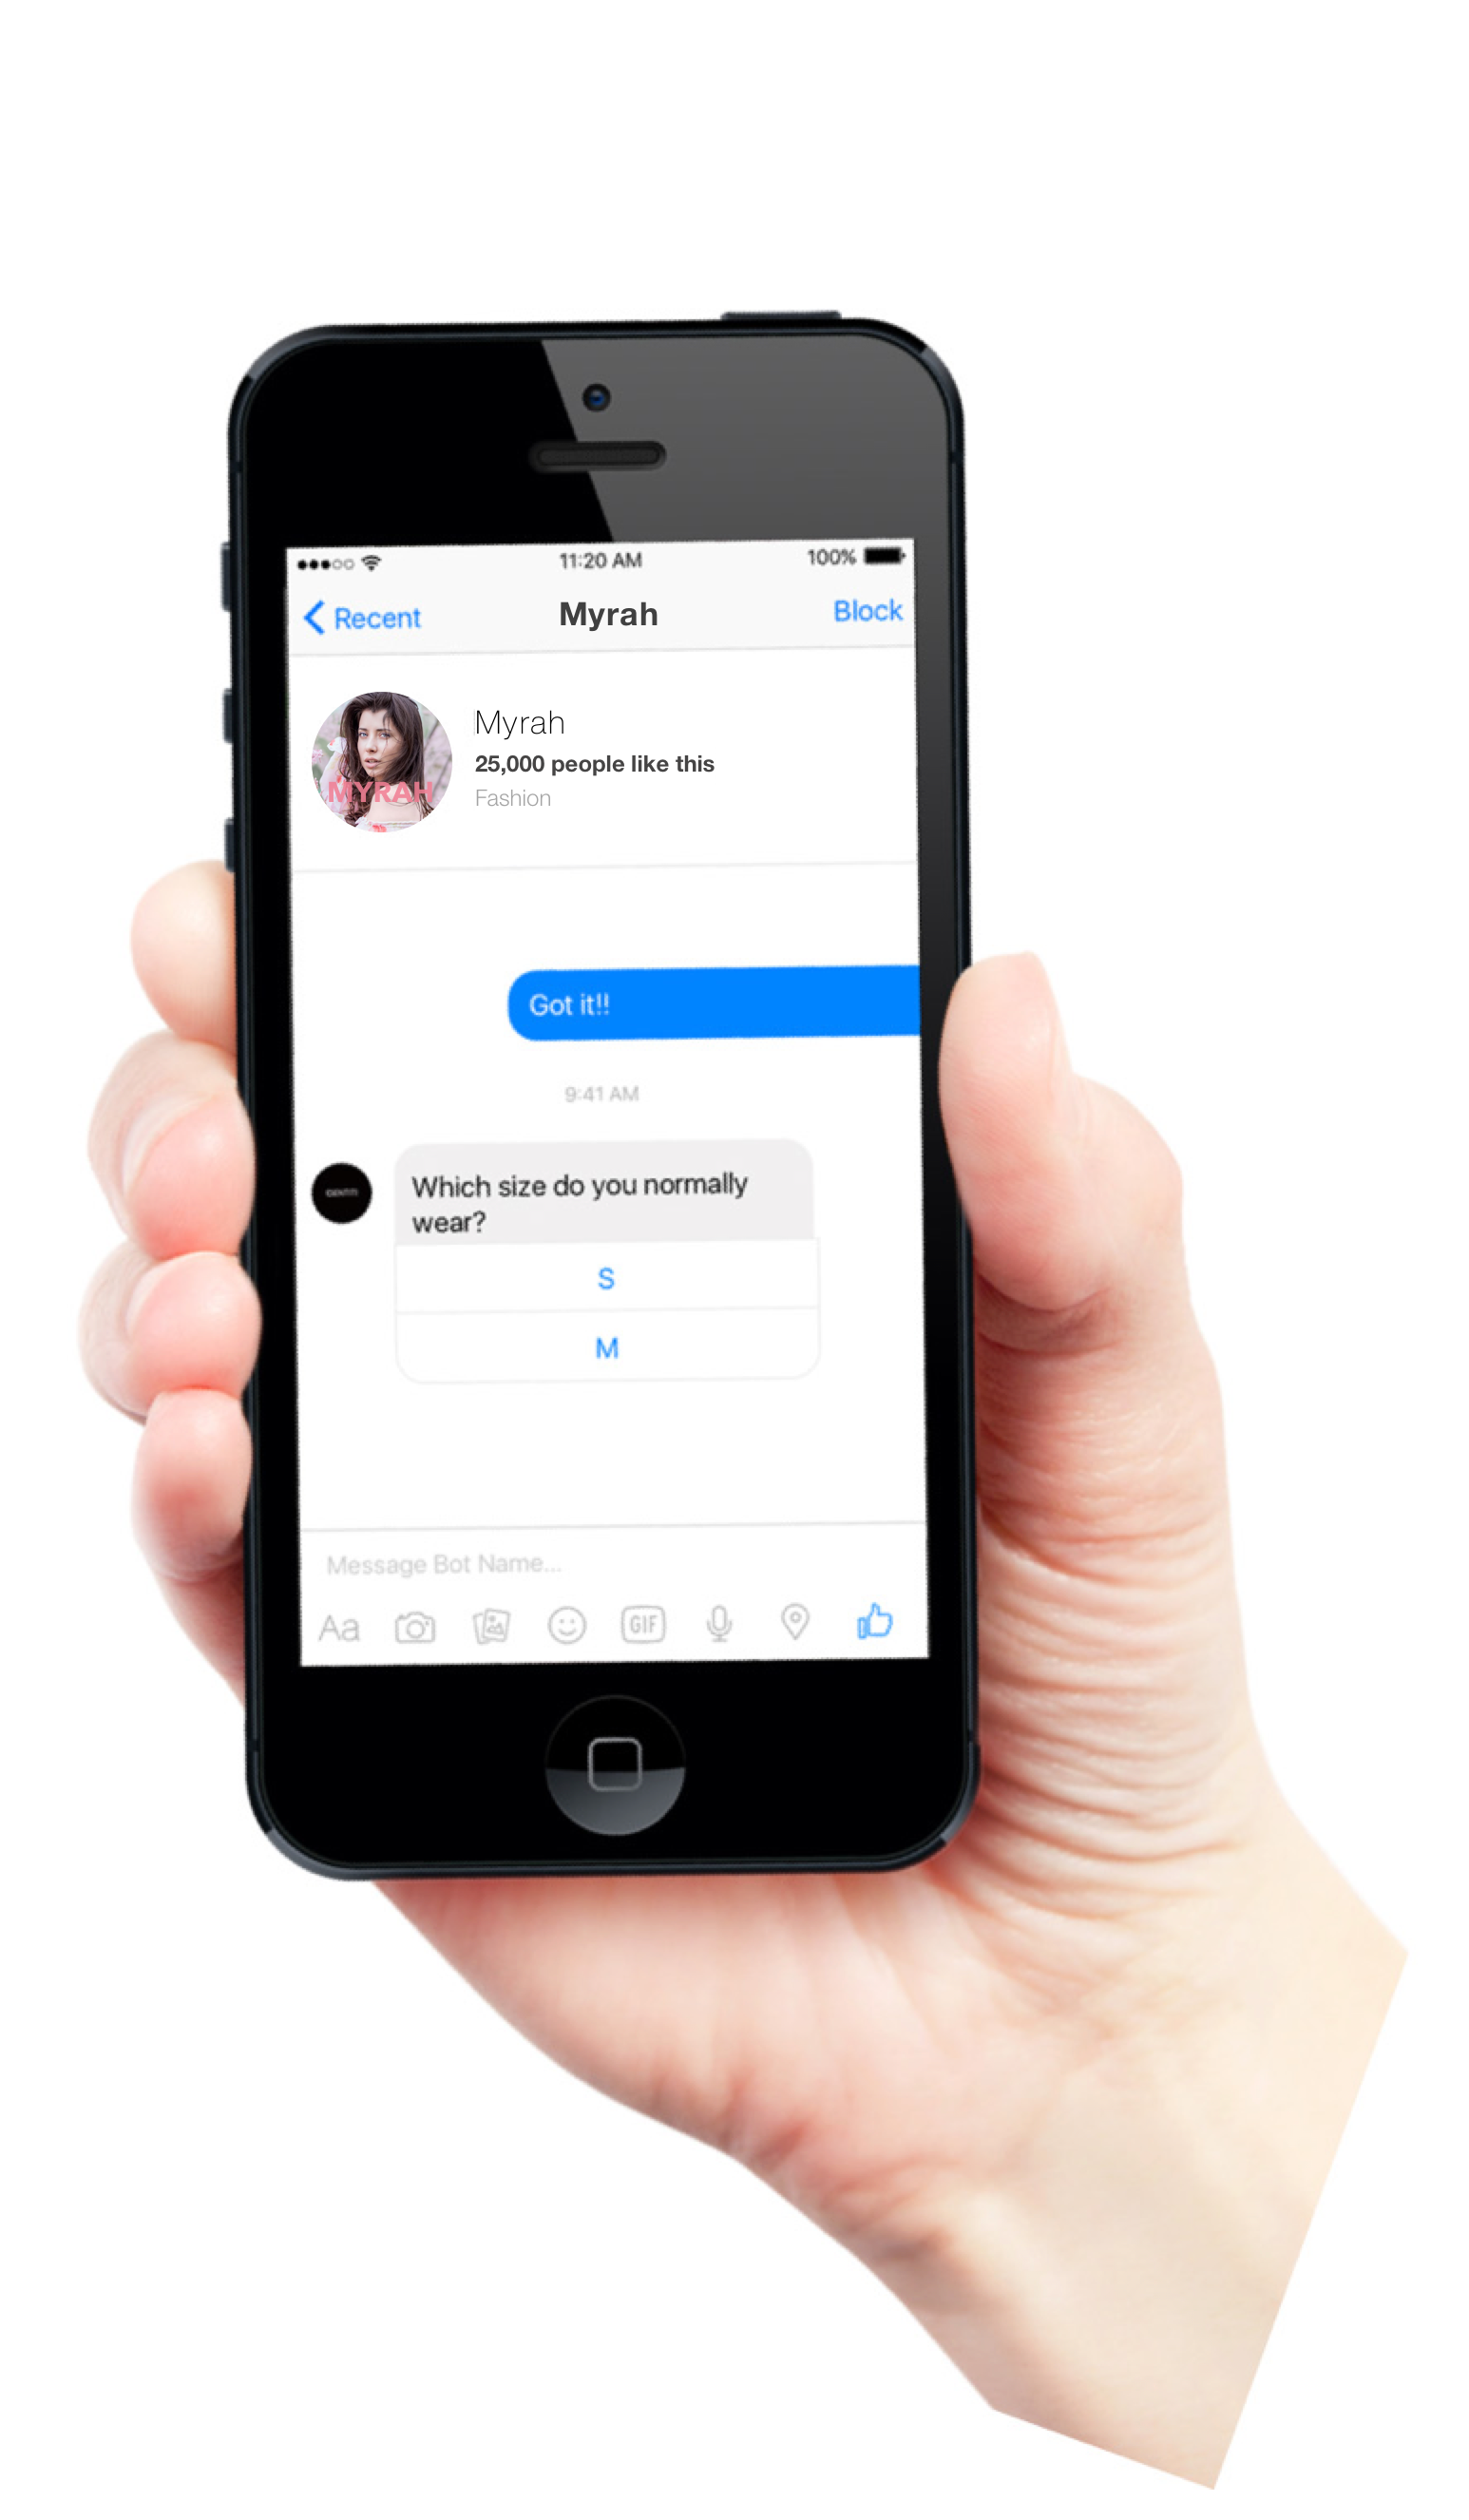 11:20 AM
100%
Recent
Myrah
Block
MYRAH
Myrah
25,000 people like this
Fashion
Got it!!
9:41 AM
Which size do you normally
wear?
S
M
Message Bot Name...
Aa
GIF